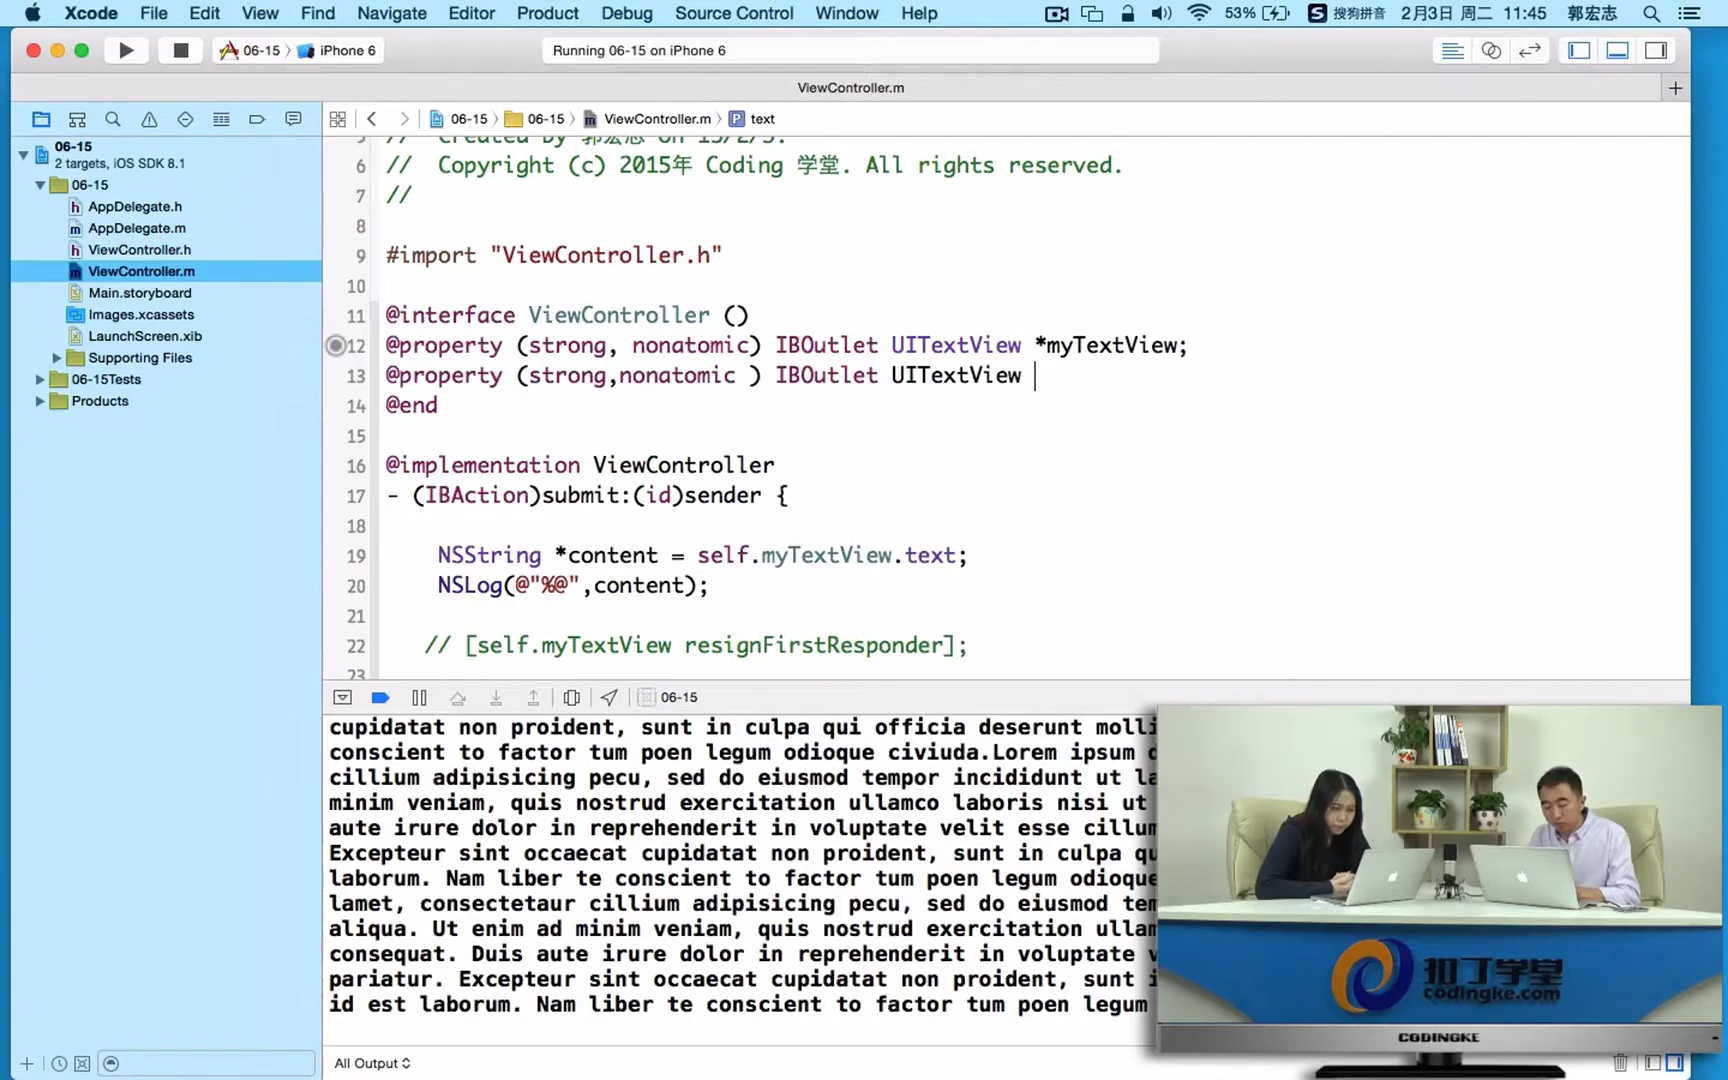 Xcode File Edit View Find Navigate Editor Product Debug Source Control Window Help 53% 搜狗拼音 2月3日 周二 11:45 郭宏志
06-15 iPhone 6 Running 06-15 on iPhone 6
ViewController.m
06-15 06-15 ViewController.m text
06-15
2 targets, iOS SDK 8.1
06-15
AppDelegate.h
AppDelegate.m
ViewController.h
ViewController.m
Main.storyboard
Images.xcassets
LaunchScreen.xib
Supporting Files
06-15Tests
Products
6 // Copyright (c) 2015年 Coding 学堂. All rights reserved.
7 //
8
9 #import "ViewController.h"
10
11 @interface ViewController ()
12 @property (strong, nonatomic) IBOutlet UITextView *myTextView;
13 @property (strong,nonatomic ) IBOutlet UITextView
14 @end
15
16 @implementation ViewController
17 - (IBAction)submit:(id)sender {
18
19 NSString *content = self.myTextView.text;
20 NSLog(@"%@",content);
21
22 // [self.myTextView resignFirstResponder];
23
06-15
cupidatat non proident, sunt in culpa qui officia deserunt molli
conscient to factor tum poen legum odioque civiuda.Lorem ipsum
cillium adipisicing pecu, sed do eiusmod tempor incididunt ut la
minim veniam, quis nostrud exercitation ullamco laboris nisi ut
aute irure dolor in reprehenderit in voluptate velit esse cillum
Excepteur sint occaecat cupidatat non proident, sunt in culpa qu
laborum. Nam liber te conscient to factor tum poen legum odioque
lamet, consectetaur cillium adipisicing pecu, sed do eiusmod tem
aliqua. Ut enim ad minim veniam, quis nostrud exercitation ullam
consequat. Duis aute irure dolor in reprehenderit in voluptate v
pariatur. Excepteur sint occaecat cupidatat non proident, sunt i
id est laborum. Nam liber te conscient to factor tum poen legum
All Output
扣丁学堂
codingke.com
CODINGKE